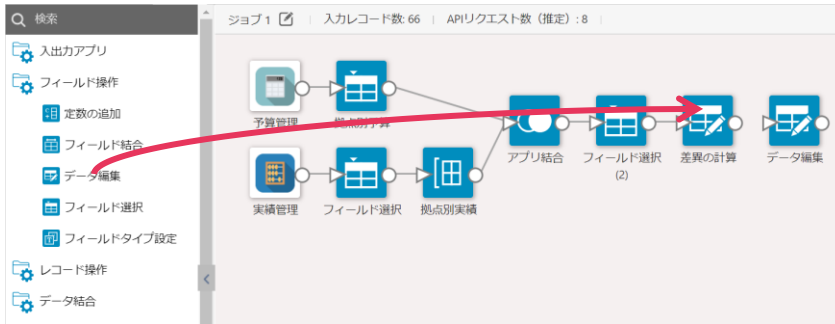 検索
ジョブ 1
入力レコード数: 66
APIリクエスト数（推定）: 8
入出力アプリ
フィールド操作
定数の追加
フィールド結合
データ編集
フィールド選択
フィールドタイプ設定
レコード操作
データ結合
予算管理
拠点別予算
アプリ結合
フィールド選択
(2)
差異の計算
データ編集
実績管理
フィールド選択
拠点別実績